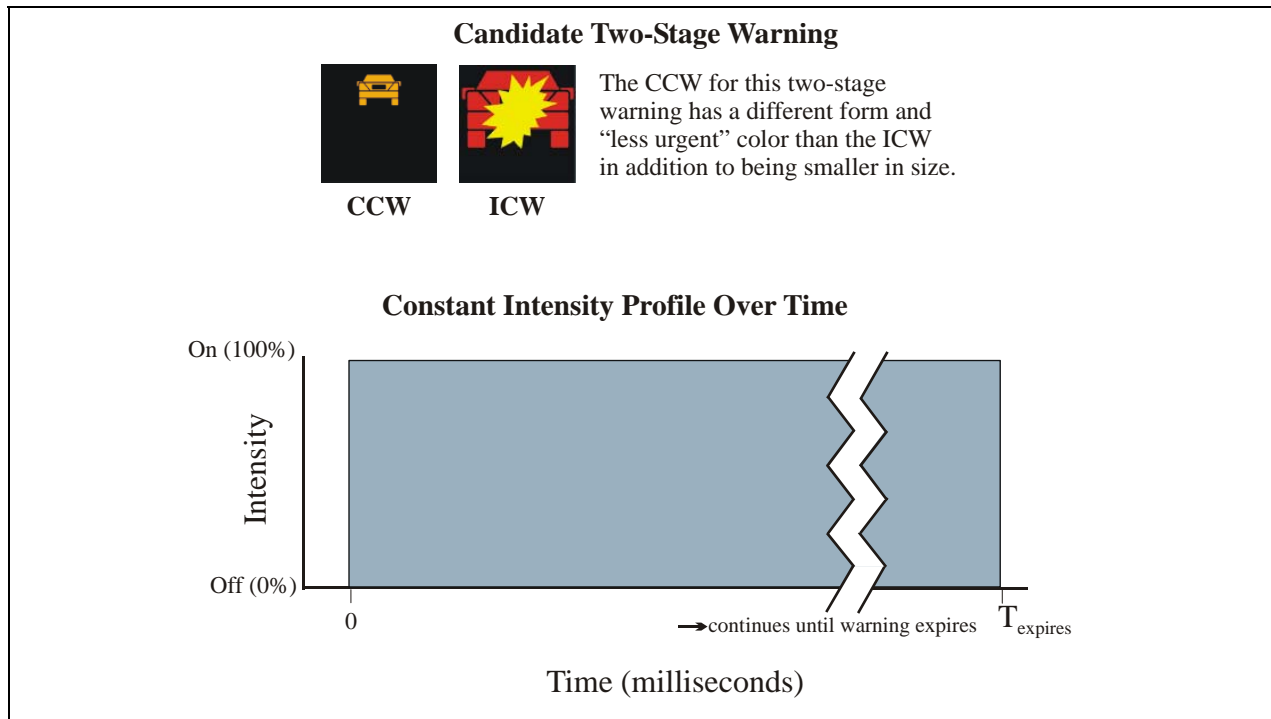 Candidate Two-Stage Warning
The CCW for this two-stage
warning has a different form and
“less urgent” color than the ICW
in addition to being smaller in size.
CCW
ICW
Constant Intensity Profile Over Time
On (100%)
Intensity
Off (0%)
0
→continues until warning expires
Texpires
Time (milliseconds)